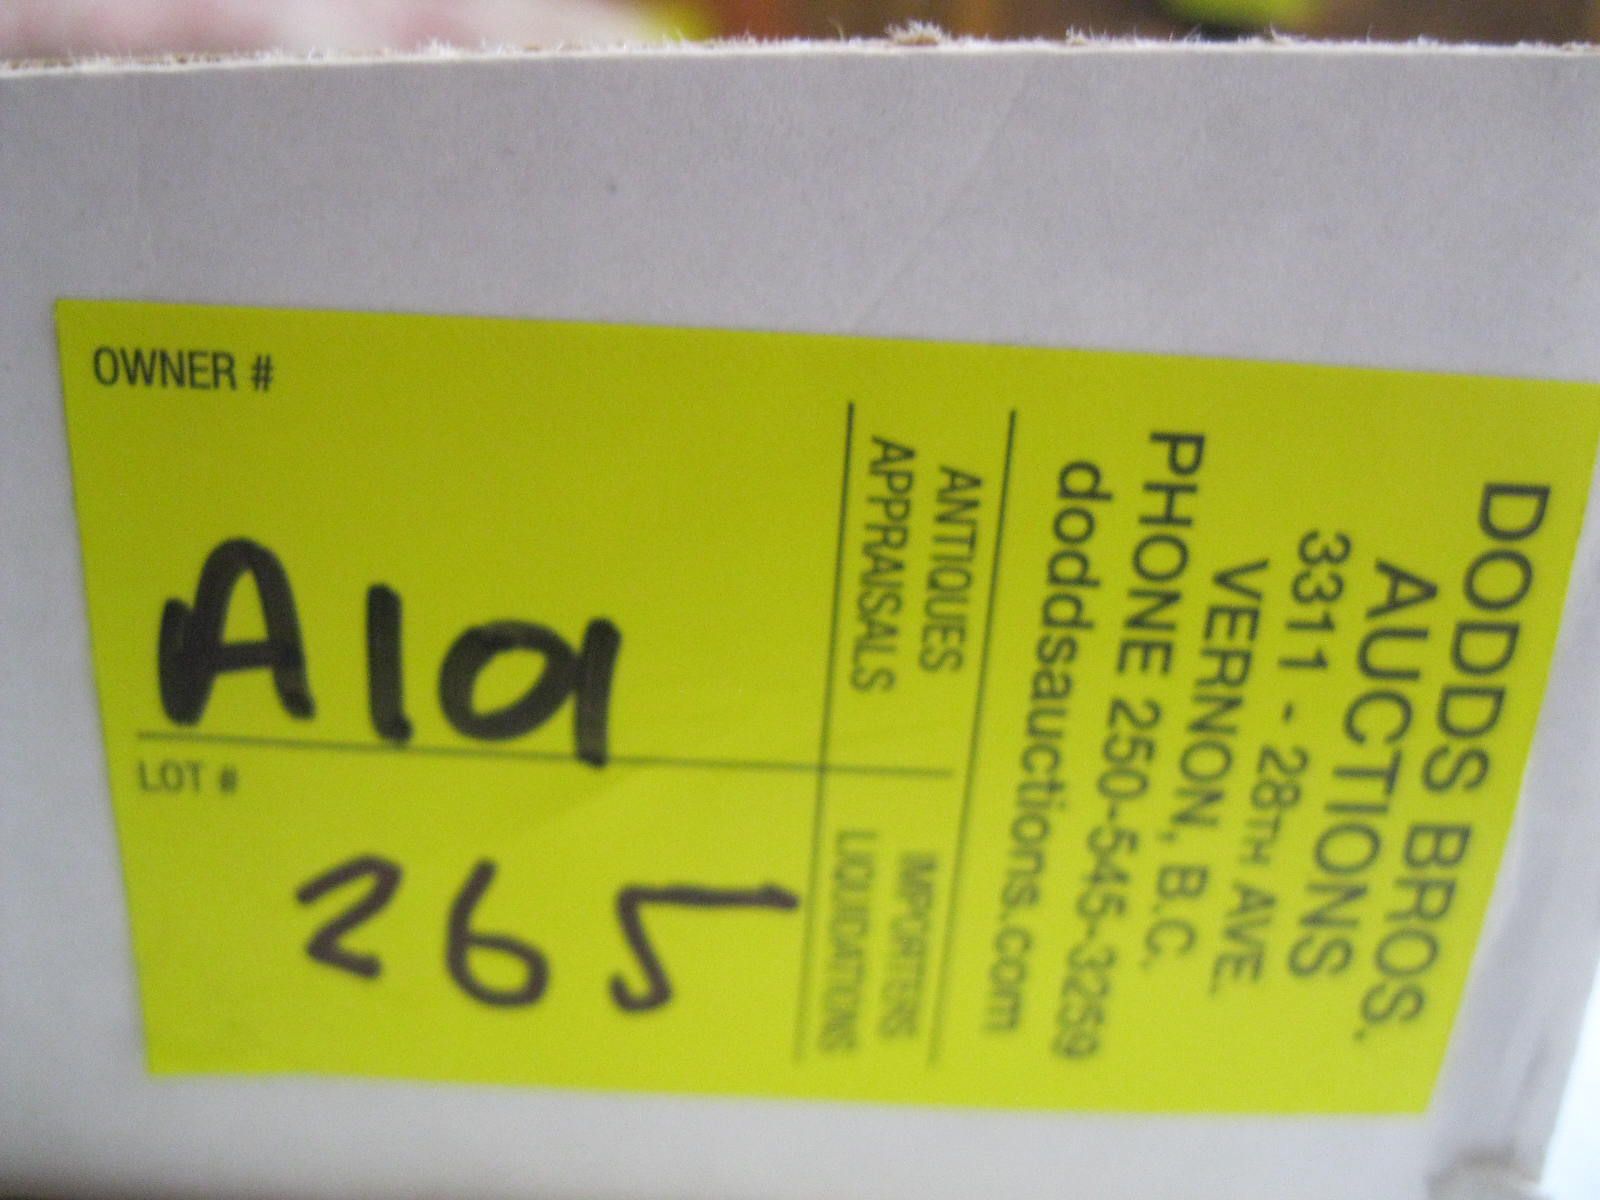 OWNER #
A19
LOT #
265
DODDS BROS.
AUCTIONS
3311 - 28TH AVE.
VERNON, B.C.
PHONE 250-545-3259
doddsauctions.com
ANTIQUES
APPRAISALS
IMPORTERS
LIQUIDATIONS